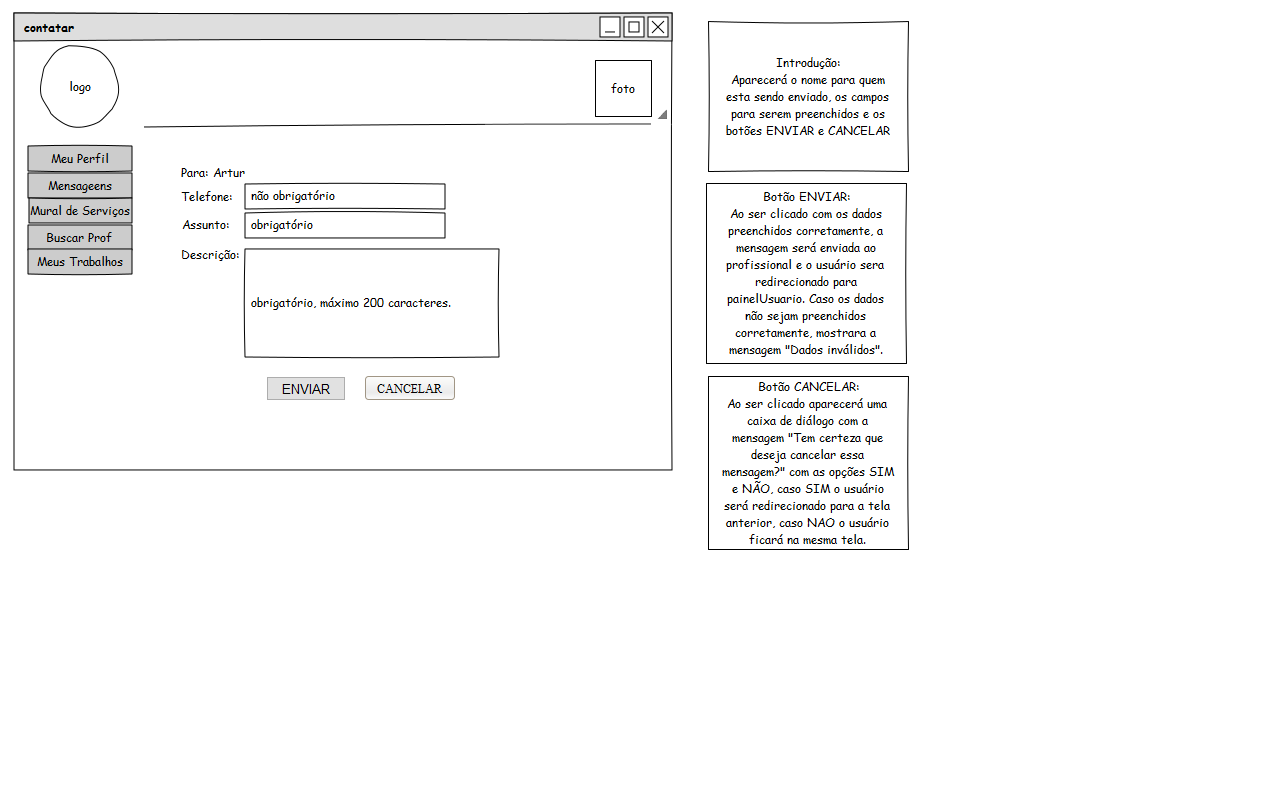 contatar
logo
foto
Meu Perfil
Mensageens
Mural de Serviços
Buscar Prof
Meus Trabalhos
Para: Artur
Telefone:
não obrigatório
Assunto:
obrigatório
Descrição:
obrigatório, máximo 200 caracteres.
ENVIAR
CANCELAR
Introdução:
Aparecerá o nome para quem
esta sendo enviado, os campos
para serem preenchidos e os
botões ENVIAR e CANCELAR
Botão ENVIAR:
Ao ser clicado com os dados
preenchidos corretamente, a
mensagem será enviada ao
profissional e o usuário sera
redirecionado para
painelUsuario. Caso os dados
não sejam preenchidos
corretamente, mostrara a
mensagem "Dados inválidos".
Botão CANCELAR:
Ao ser clicado aparecerá uma
caixa de diálogo com a
mensagem "Tem certeza que
deseja cancelar essa
mensagem?" com as opções SIM
e NÃO, caso SIM o usuário
será redirecionado para a tela
anterior, caso NAO o usuário
ficará na mesma tela.